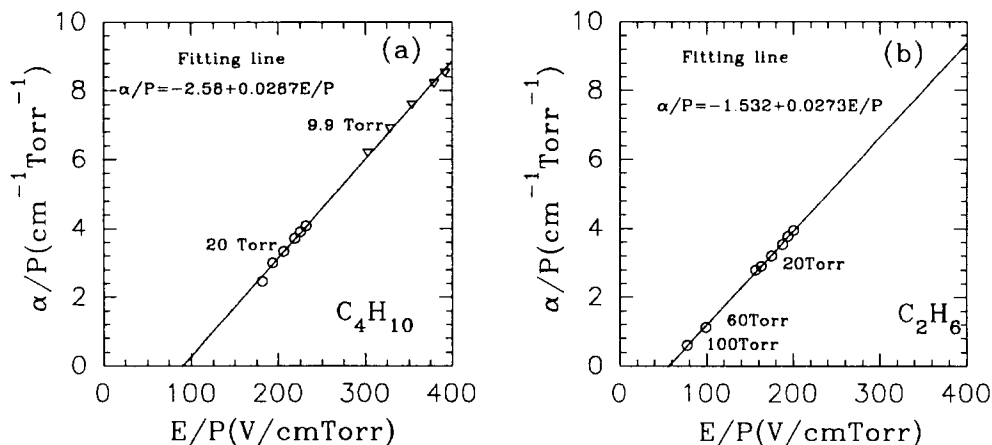 10
8
6
4
2
0
α/P(cm⁻¹Torr⁻¹)
(a)
Fitting line
α/P=−2.58+0.0287E/P
9.9 Torr
20 Torr
C₄H₁₀
0 100 200 300 400
E/P(V/cmTorr)
10
8
6
4
2
0
α/P(cm⁻¹Torr⁻¹)
(b)
Fitting line
α/P=−1.532+0.0273E/P
20Torr
60Torr
100Torr
C₂H₆
0 100 200 300 400
E/P(V/cmTorr)